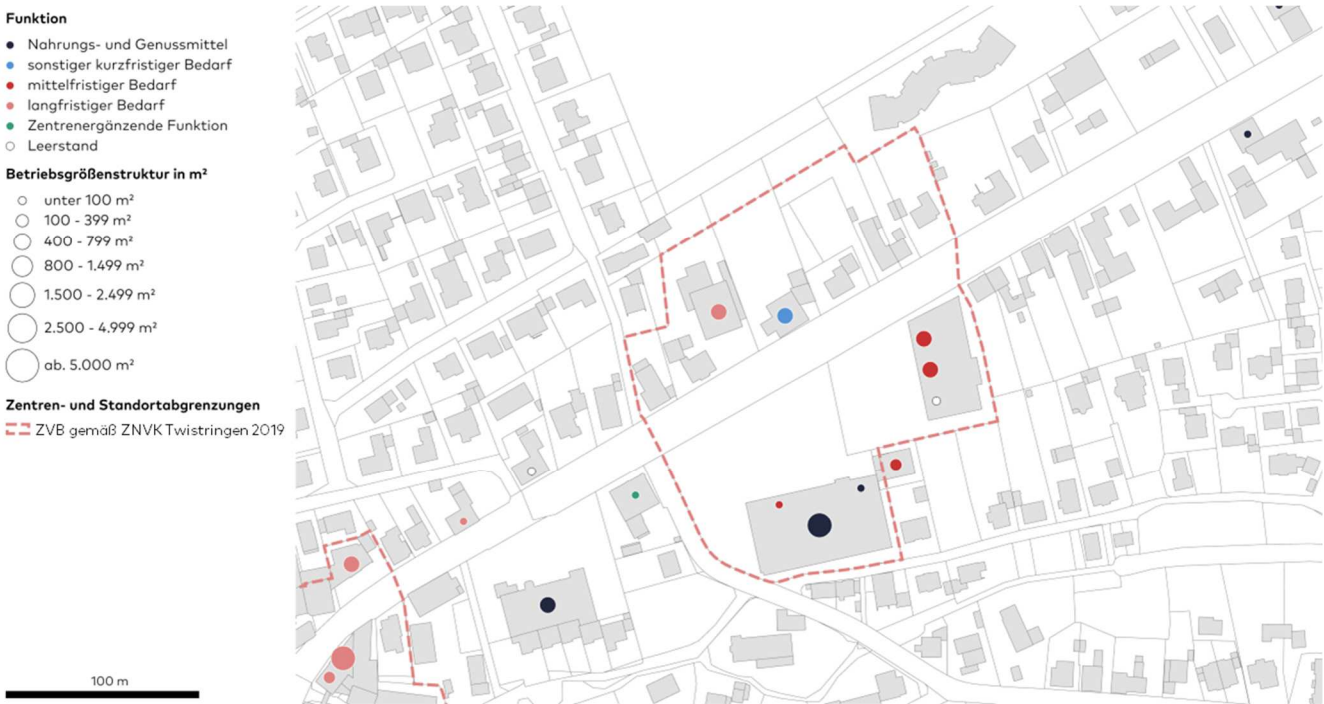 Funktion
Nahrungs- und Genussmittel
sonstiger kurzfristiger Bedarf
mittelfristiger Bedarf
langfristiger Bedarf
Zentrenergänzende Funktion
Leerstand
Betriebsgrößenstruktur in m²
unter 100 m²
100 - 399 m²
400 - 799 m²
800 - 1.499 m²
1.500 - 2.499 m²
2.500 - 4.999 m²
ab. 5.000 m²
Zentren- und Standortabgrenzungen
ZVB gemäß ZNVK Twistringen 2019
100 m